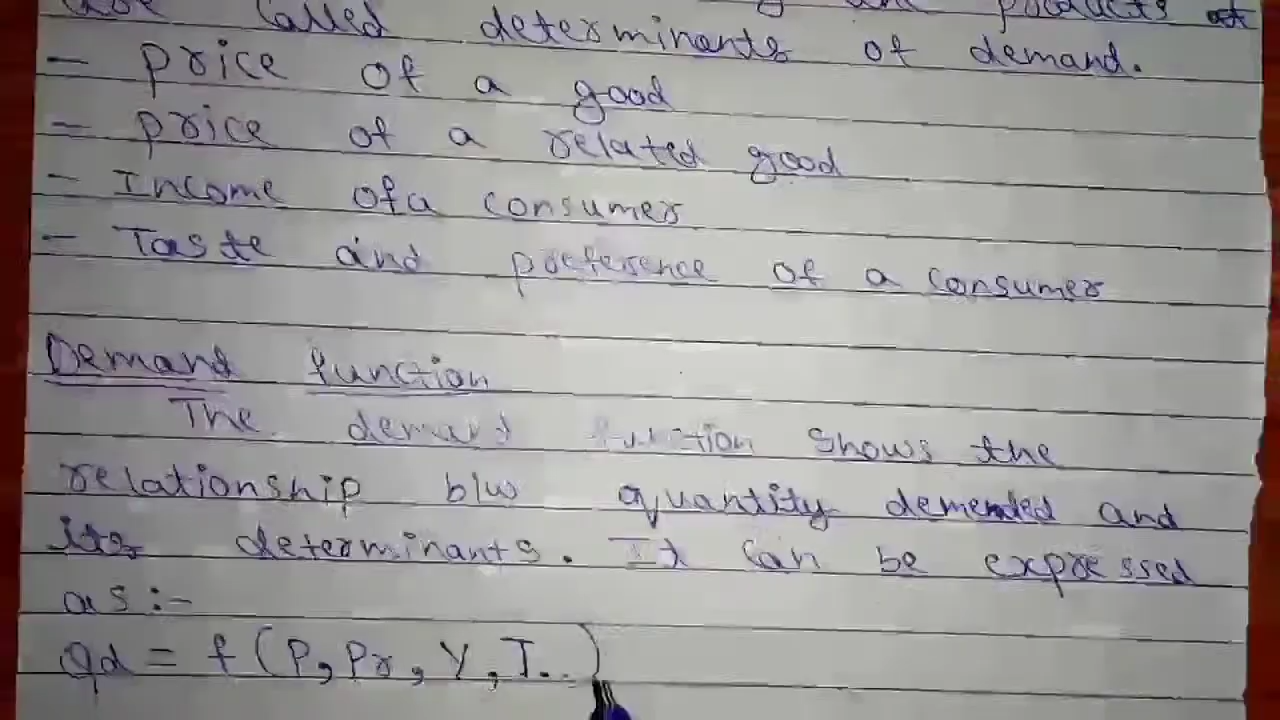 called products
determinants of demand.
- price of a good
- price of a related good
- Income of a consumer
- Taste and preference of a consumer
Demand function
The demand function shows the
relationship b/w quantity demended and
its determinants. It can be expressed
as :-
Qd = f (P, Pr, Y, T..)